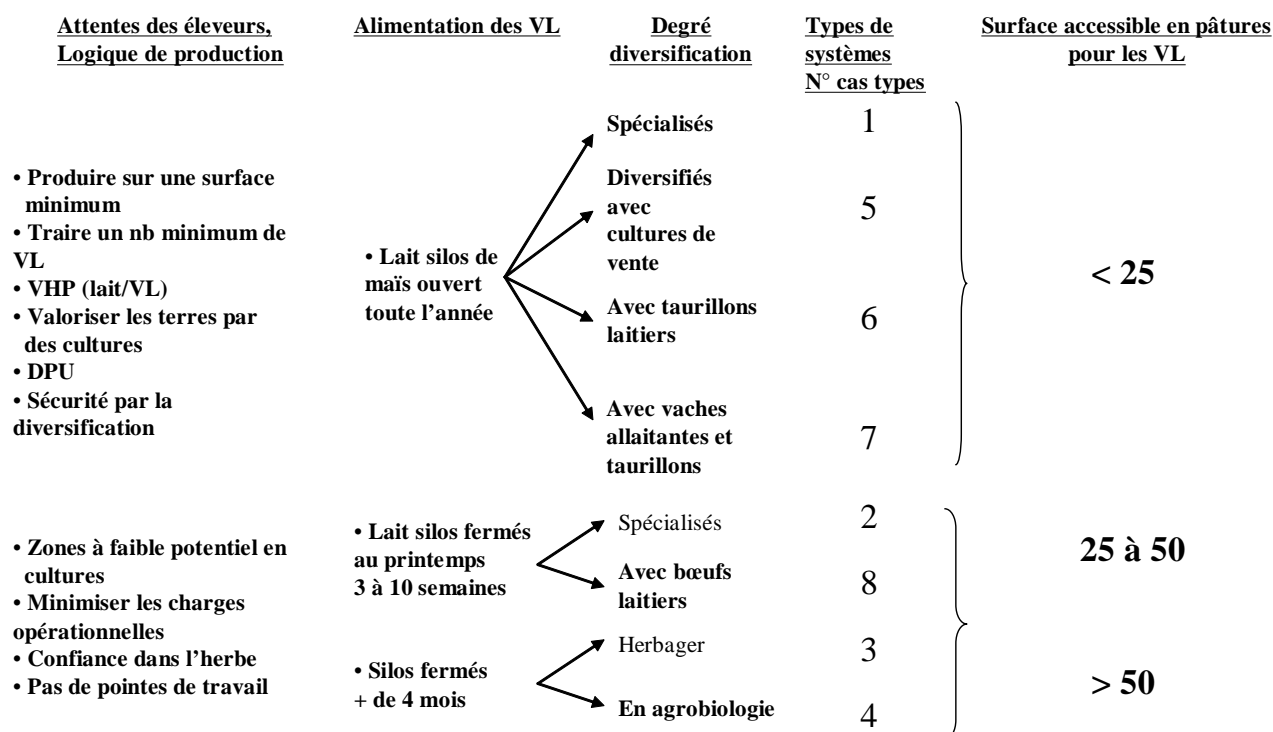 Attentes des éleveurs,
Logique de production
Alimentation des VL
Degré
diversification
Types de
systèmes
N° cas types
Surface accessible en pâtures
pour les VL
• Produire sur une surface
minimum
• Traire un nb minimum de
VL
• VHP (lait/VL)
• Valoriser les terres par
des cultures
• DPU
• Sécurité par la
diversification
• Lait silos de
maïs ouvert
toute l'année
Spécialisés
1
Diversifiés
avec
cultures de
vente
5
Avec taurillons
laitiers
6
Avec vaches
allaitantes et
taurillons
7
< 25
• Zones à faible potentiel en
cultures
• Minimiser les charges
opérationnelles
• Confiance dans l'herbe
• Pas de pointes de travail
• Lait silos fermés
au printemps
3 à 10 semaines
Spécialisés
2
Avec bœufs
laitiers
8
25 à 50
• Silos fermés
+ de 4 mois
Herbager
3
En agrobiologie
4
> 50